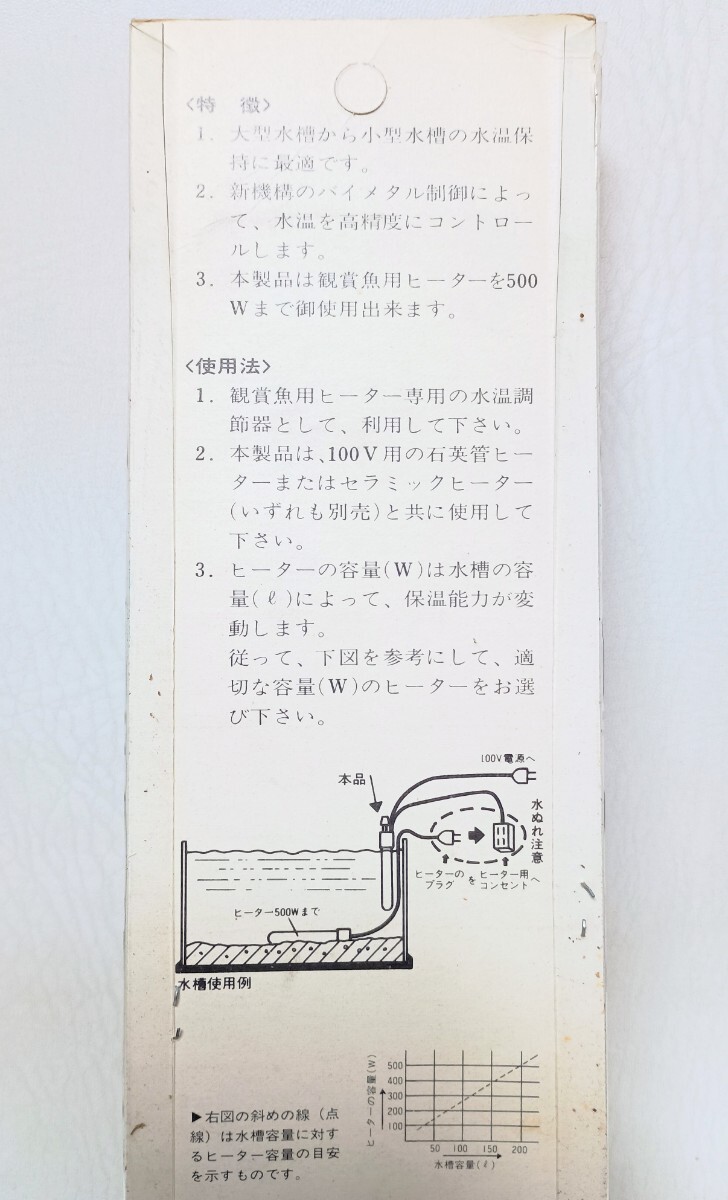 〈特　徴〉
1. 大型水槽から小型水槽の水温保
持に最適です。
2. 新機構のバイメタル制御によっ
て、水温を高精度にコントロー
ルします。
3. 本製品は観賞魚用ヒーターを500
Wまで御使用出来ます。
〈使用法〉
1. 観賞魚用ヒーター専用の水温調
節器として、利用して下さい。
2. 本製品は、100V用の石英管ヒー
ターまたはセラミックヒーター
(いずれも別売)と共に使用して
下さい。
3. ヒーターの容量(W)は水槽の容
量(ℓ)によって、保温能力が変
動します。
従って、下図を参考にして、適
切な容量(W)のヒーターをお選
び下さい。
100V電源へ
本品
水ぬれ注意
ヒーターの
プラグ
を
ヒーター用
コンセント
へ
ヒーター500Wまで
水槽使用例
▶右図の斜めの線（点
線）は水槽容量に対す
るヒーター容量の目安
を示すものです。
ヒーターの容量(W)
500
400
300
200
100
50 100 150 200
水槽容量(ℓ)